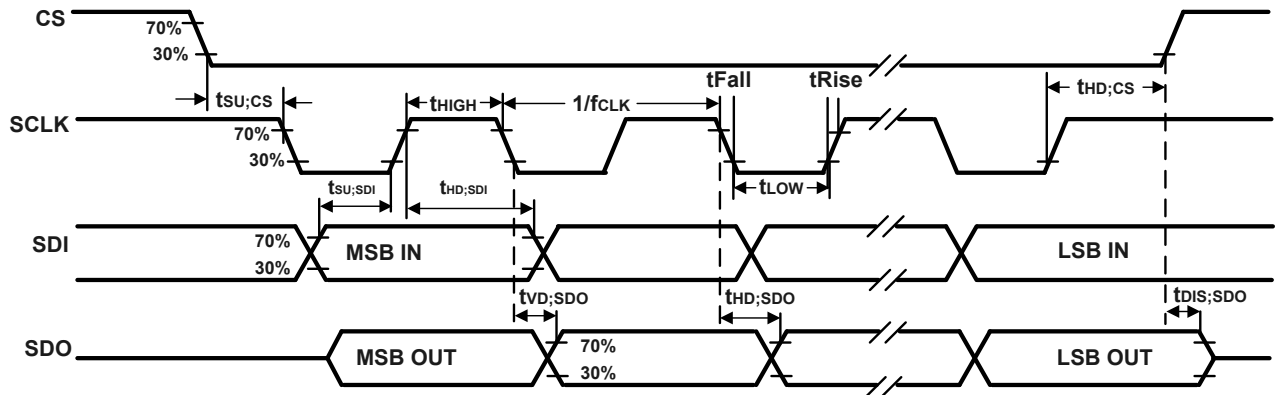 CS
70%
30%
tFall
tRise
tSU;CS
tHIGH
1/fCLK
tHD;CS
SCLK
70%
30%
tLOW
tSU;SDI
tHD;SDI
SDI
70%
30%
MSB IN
LSB IN
tVD;SDO
tHD;SDO
tDIS;SDO
SDO
MSB OUT
70%
30%
LSB OUT